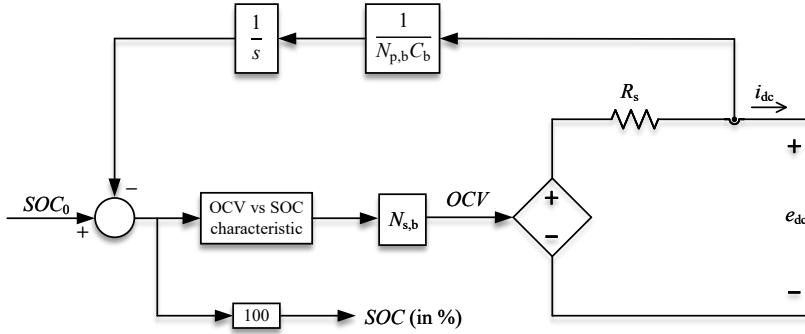 1
s
1
N_p,b C_b
R_s
i_dc
+
−
SOC_0
+
OCV vs SOC
characteristic
N_s,b
OCV
+
−
e_dc
−
100
SOC (in %)